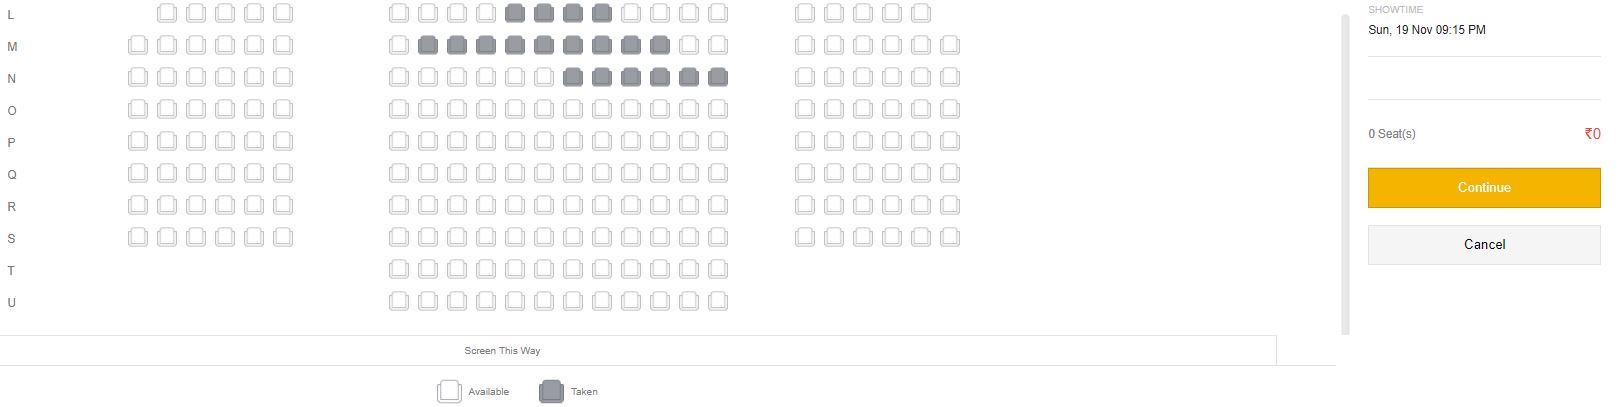 L
SHOWTIME
Sun, 19 Nov 09:15 PM
M
N
O
P
0 Seat(s) ₹0
Q
Continue
R
S
Cancel
T
U
Screen This Way
Available Taken